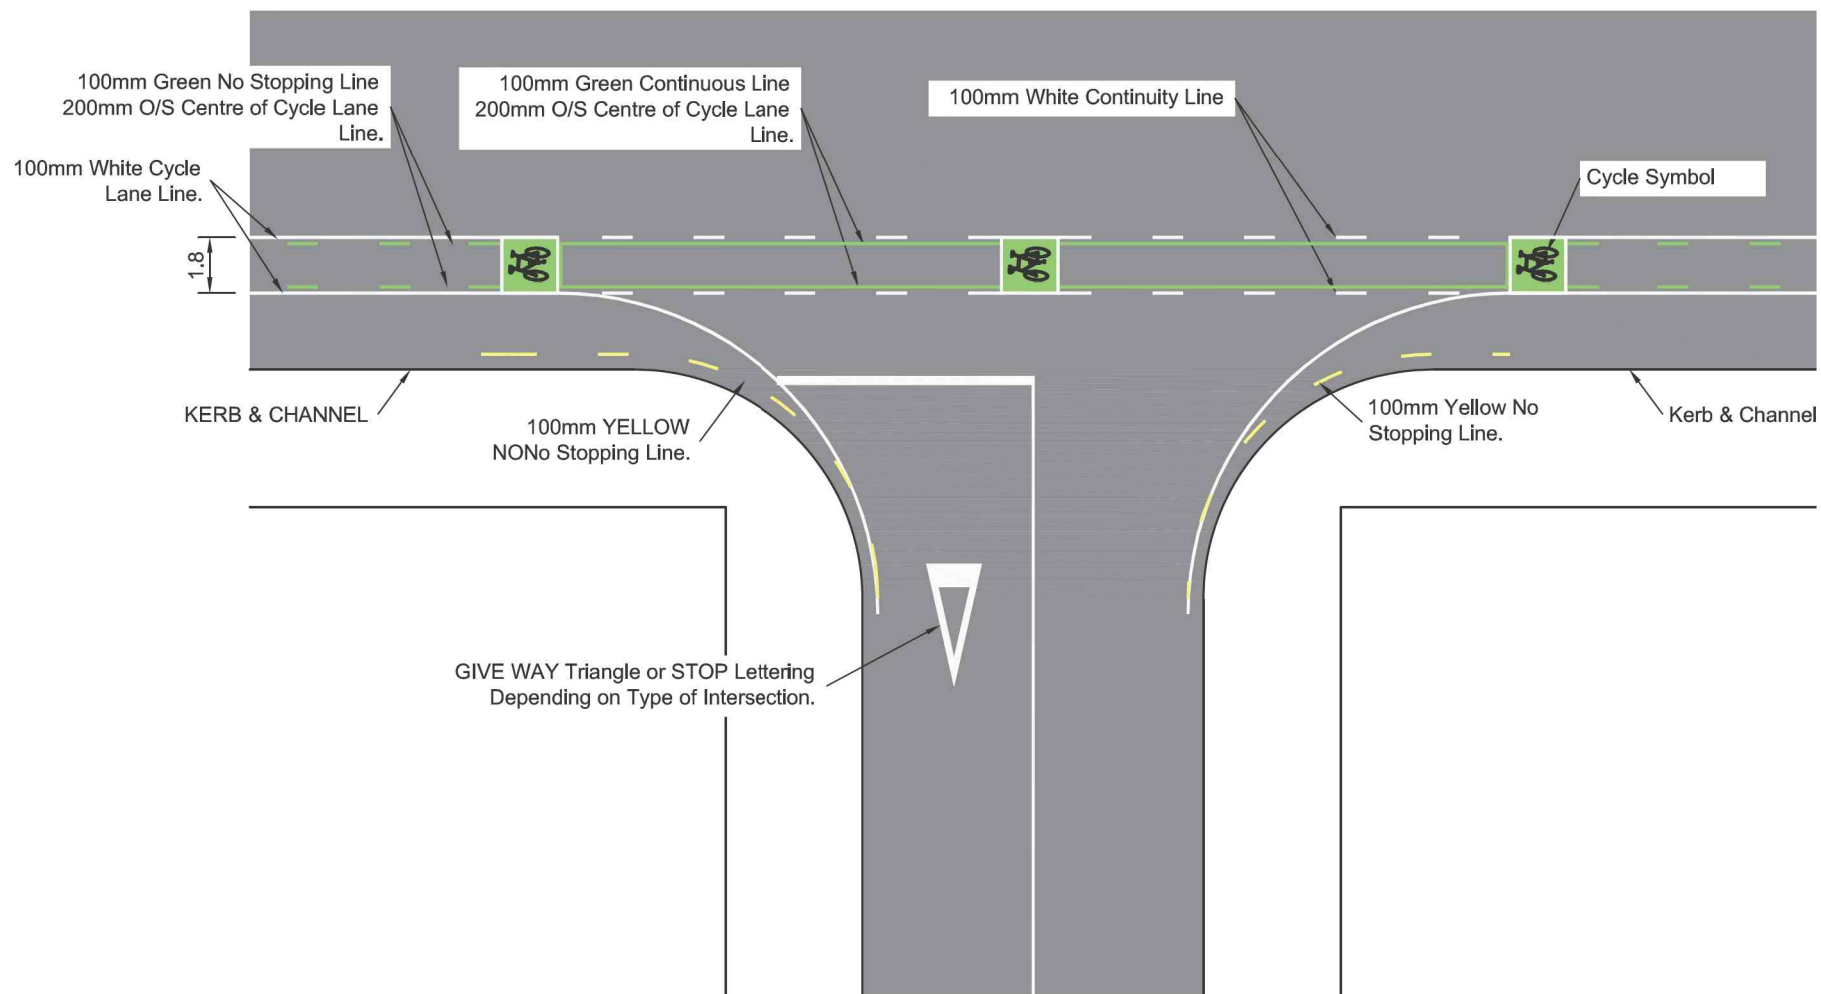 100mm Green No Stopping Line
200mm O/S Centre of Cycle Lane
Line.
100mm Green Continuous Line
200mm O/S Centre of Cycle Lane
Line.
100mm White Continuity Line
100mm White Cycle
Lane Line.
Cycle Symbol
1.8
KERB & CHANNEL
100mm YELLOW
NONo Stopping Line.
100mm Yellow No
Stopping Line.
Kerb & Channel
GIVE WAY Triangle or STOP Lettering
Depending on Type of Intersection.